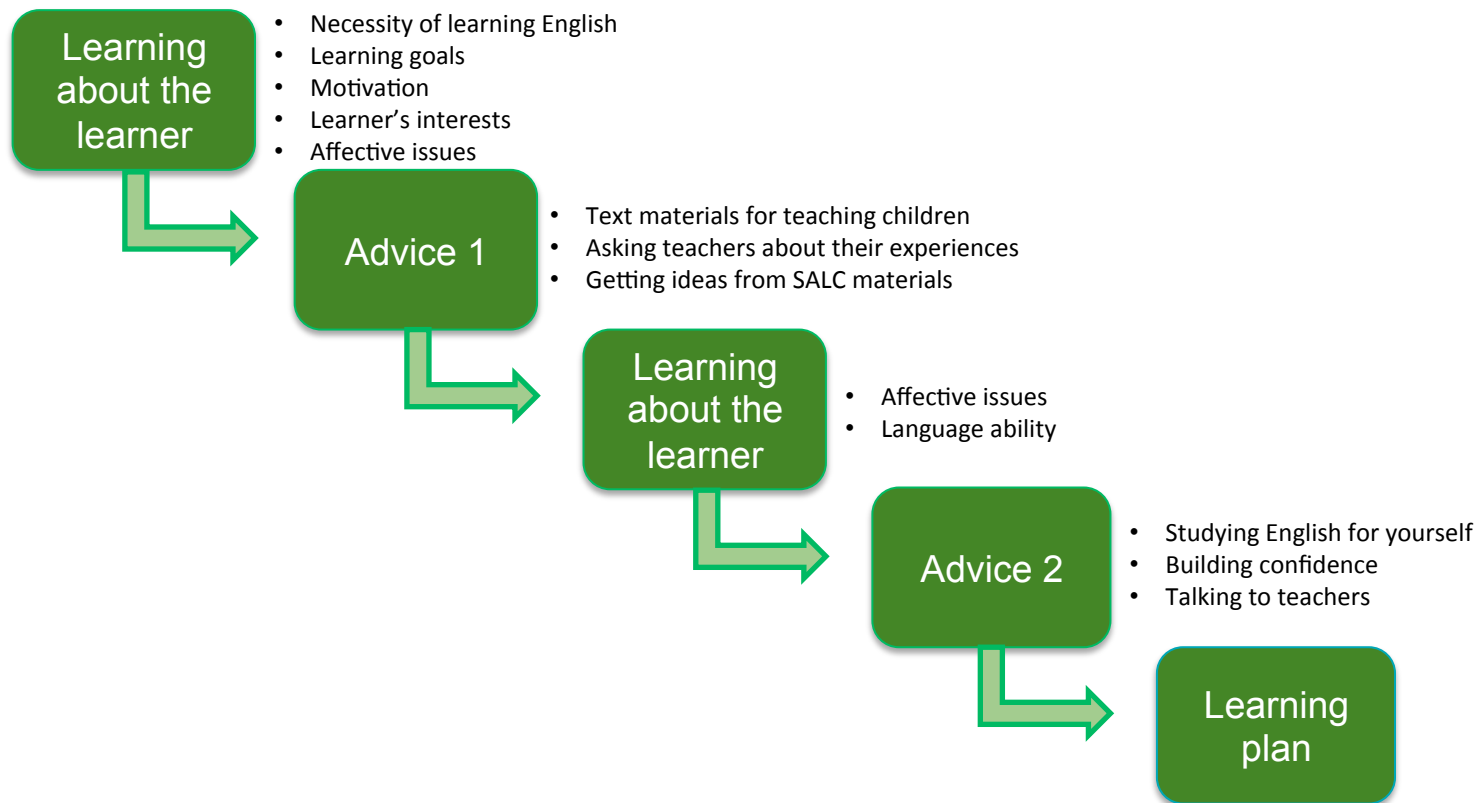 Learning
about the
learner
• Necessity of learning English
• Learning goals
• Motivation
• Learner’s interests
• Affective issues
Advice 1
• Text materials for teaching children
• Asking teachers about their experiences
• Getting ideas from SALC materials
Learning
about the
learner
• Affective issues
• Language ability
Advice 2
• Studying English for yourself
• Building confidence
• Talking to teachers
Learning
plan